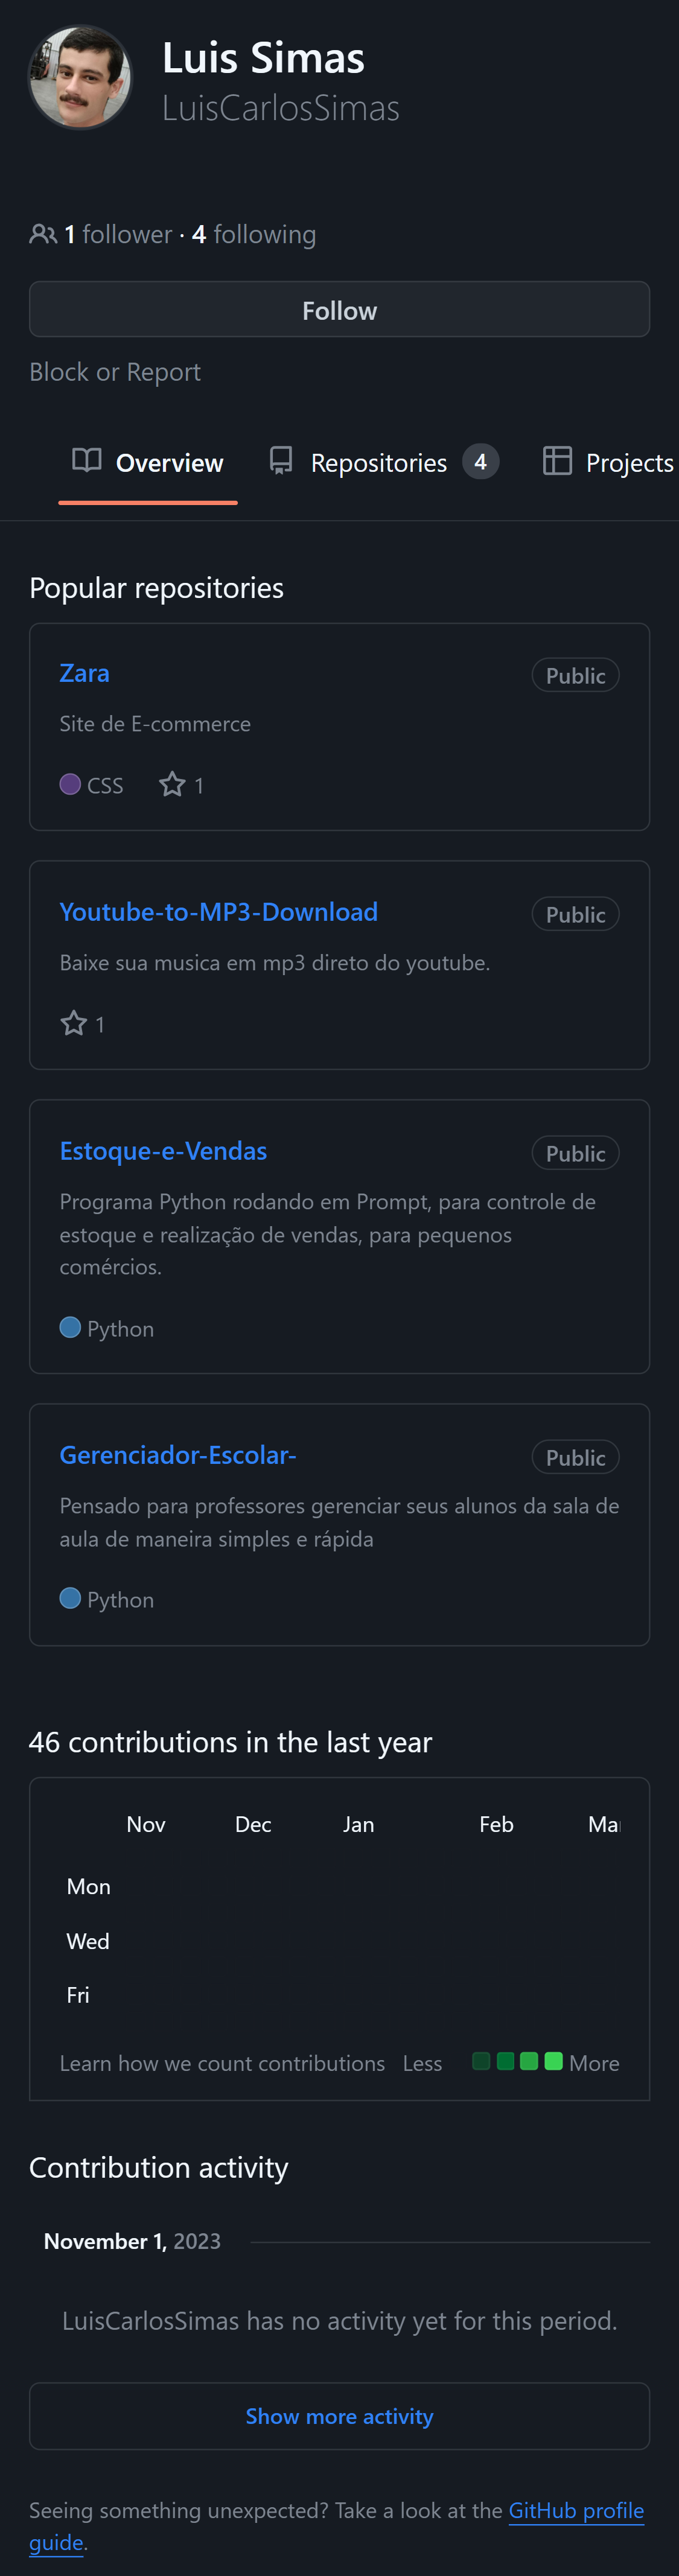 Luis Simas
LuisCarlosSimas
1 follower · 4 following
Follow
Block or Report
Overview
Repositories 4
Projects
Popular repositories
Zara
Public
Site de E-commerce
CSS
1
Youtube-to-MP3-Download
Public
Baixe sua musica em mp3 direto do youtube.
1
Estoque-e-Vendas
Public
Programa Python rodando em Prompt, para controle de
estoque e realização de vendas, para pequenos
comércios.
Python
Gerenciador-Escolar-
Public
Pensado para professores gerenciar seus alunos da sala de
aula de maneira simples e rápida
Python
46 contributions in the last year
Nov Dec Jan Feb Mar
Mon
Wed
Fri
Learn how we count contributions Less More
Contribution activity
November 1, 2023
LuisCarlosSimas has no activity yet for this period.
Show more activity
Seeing something unexpected? Take a look at the GitHub profile
guide.